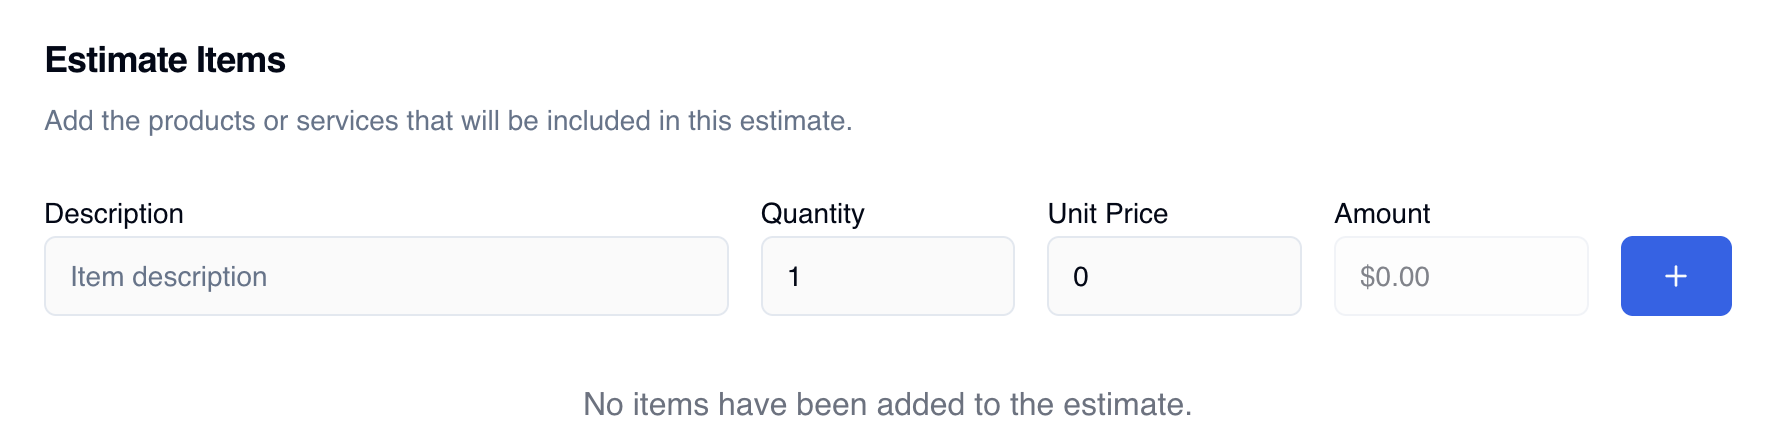 Estimate Items
Add the products or services that will be included in this estimate.
Description Quantity Unit Price Amount
Item description 1 0 $0.00 +
No items have been added to the estimate.